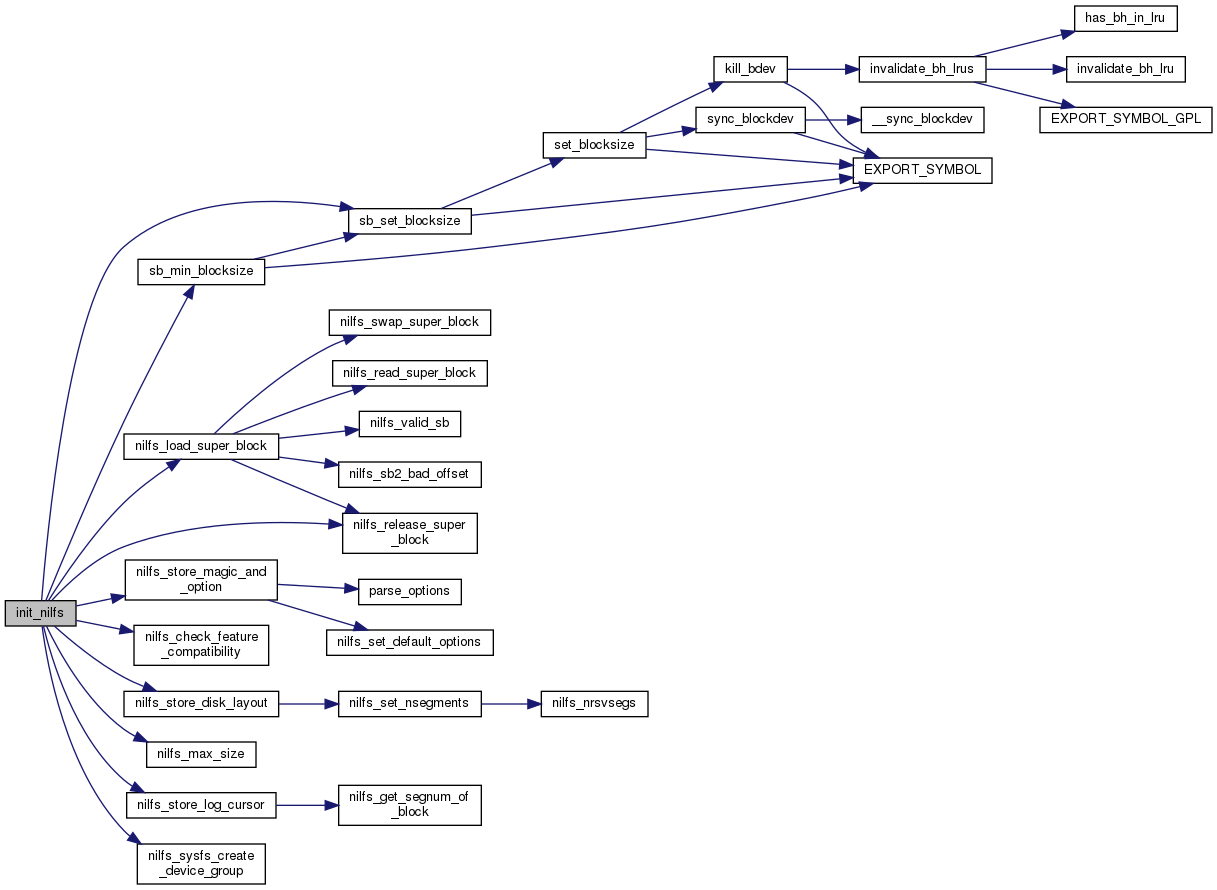 has_bh_in_lru
kill_bdev
invalidate_bh_lrus
invalidate_bh_lru
sync_blockdev
__sync_blockdev
EXPORT_SYMBOL_GPL
set_blocksize
EXPORT_SYMBOL
sb_set_blocksize
sb_min_blocksize
nilfs_swap_super_block
nilfs_read_super_block
nilfs_valid_sb
nilfs_load_super_block
nilfs_sb2_bad_offset
nilfs_release_super
_block
nilfs_store_magic_and
_option
parse_options
init_nilfs
nilfs_check_feature
_compatibility
nilfs_set_default_options
nilfs_store_disk_layout
nilfs_set_nsegments
nilfs_nrsvsegs
nilfs_max_size
nilfs_store_log_cursor
nilfs_get_segnum_of
_block
nilfs_sysfs_create
_device_group